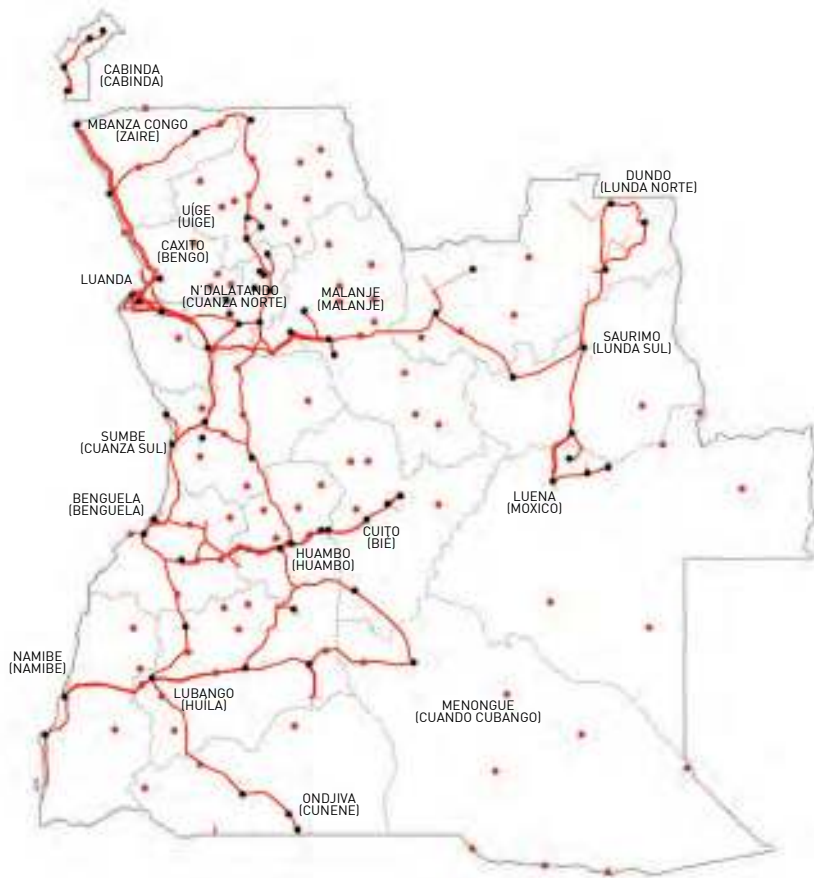 CABINDA
(CABINDA)
MBANZA CONGO
(ZAIRE)
DUNDO
(LUNDA NORTE)
UÍGE
(UIGE)
CAXITO
(BENGO)
LUANDA
N'DALATANDO
(CUANZA NORTE)
MALANJE
(MALANJE)
SAURIMO
(LUNDA SUL)
SUMBE
(CUANZA SUL)
BENGUELA
(BENGUELA)
LUENA
(MOXICO)
CUITO
(BIÉ)
HUAMBO
(HUAMBO)
NAMIBE
(NAMIBE)
LUBANGO
(HUÍLA)
MENONGUE
(CUANDO CUBANGO)
ONDJIVA
(CUNENE)